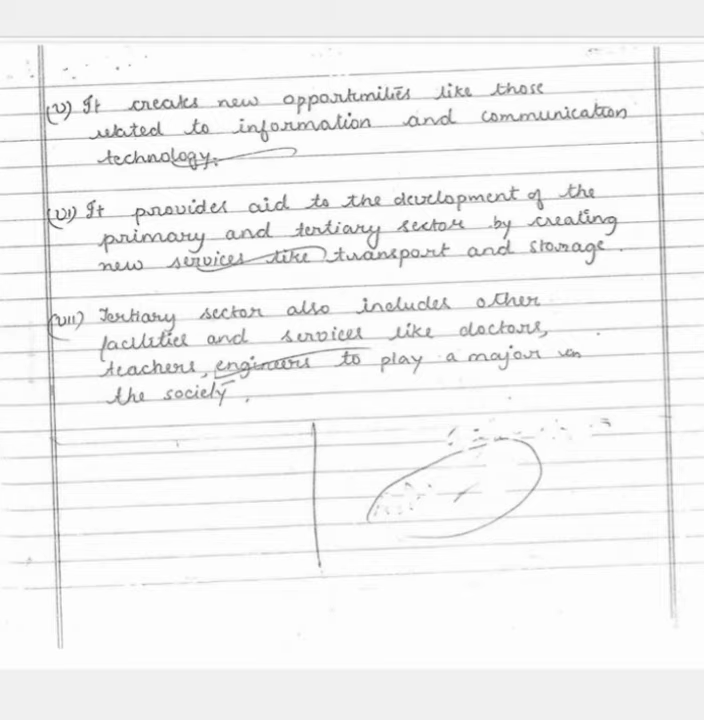 (V) It creates new opportunities like those
related to information and communication
technology.
(VI) It provides aid to the development of the
primary and tertiary sector by creating
new services like transport and storage.
(VII) Tertiary sector also includes other
facilities and services like doctors,
teachers, engineers to play a major in
the society.